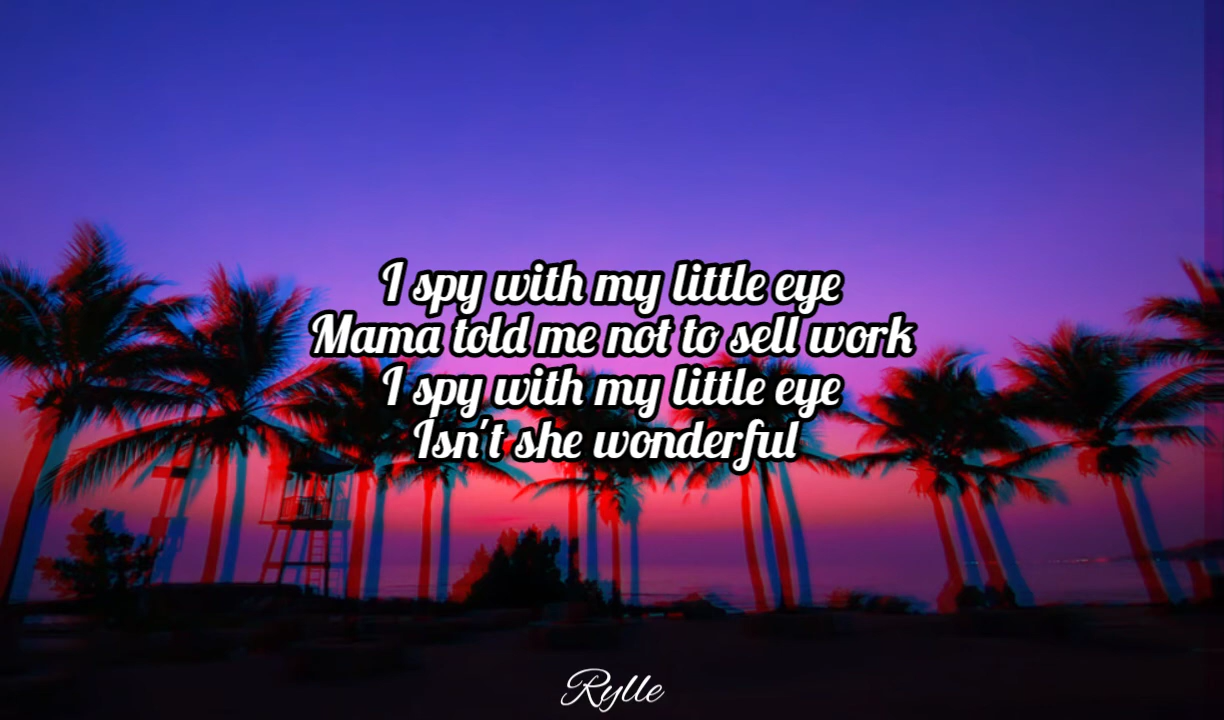 I spy with my little eye
Mama told me not to sell work
I spy with my little eye
Isn't she wonderful
Rylle